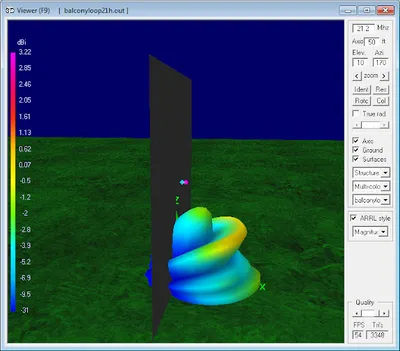 3D Viewer (F9) [ balconyloop21h.out ]
dBi
3.22
2.68
2.46
2.05
1.61
1.13
0.62
0.07
-0.5
-1.2
-2
-2.8
-3.9
-5.2
-6.9
-9.5
-31
Z
X
21.2 Mhz
Axis 50 ft
Elev. Azi
10 170
< zoom >
Ident Res
Rotc Col
True rad
Axis
Ground
Surfaces
Structure
Multi-colo
balconylo
ARRL style
Magnitu
Quality
FPS Tri's
54 3348